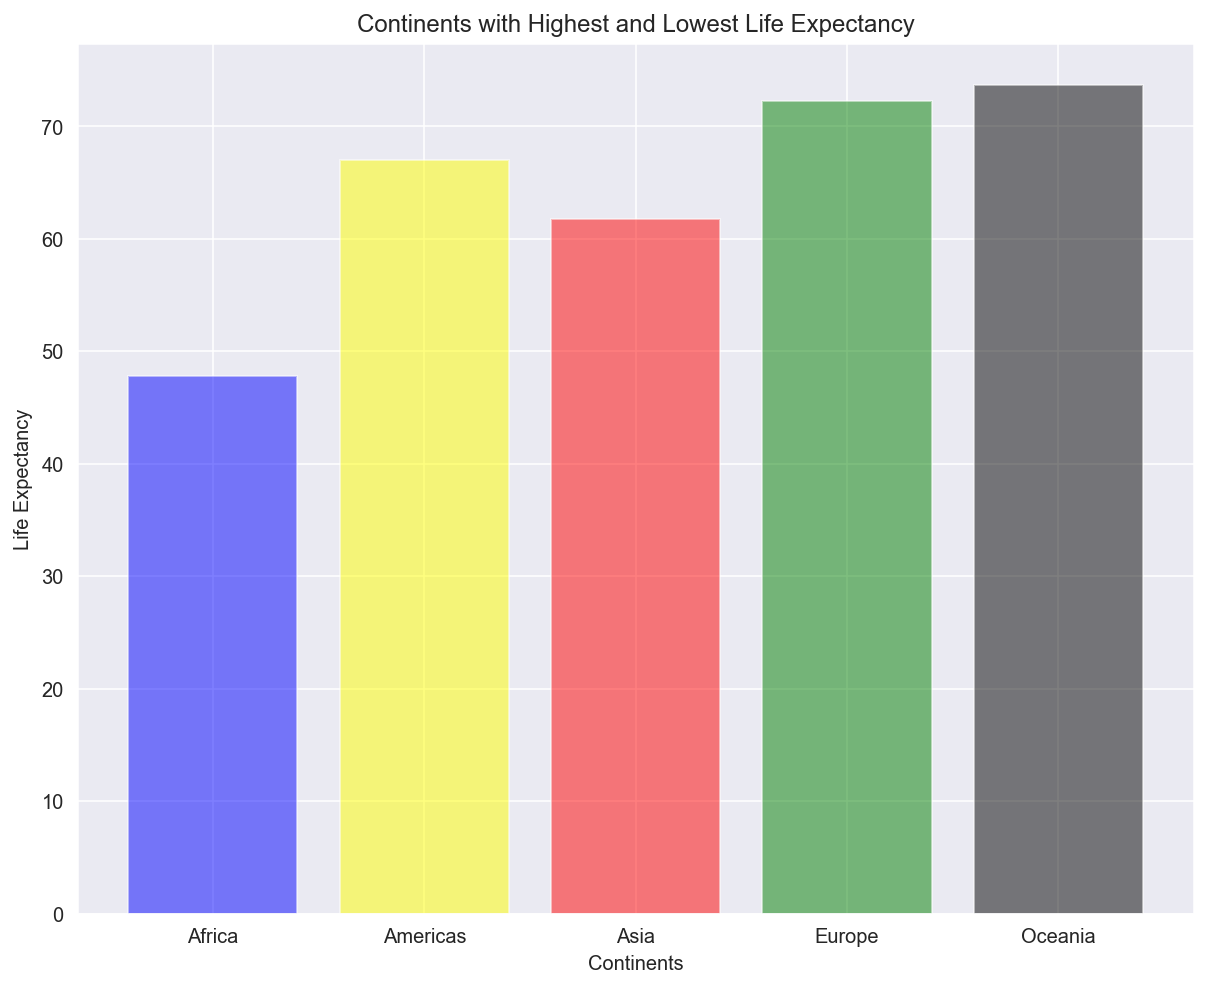 Continents with Highest and Lowest Life Expectancy
Life Expectancy
70
60
50
40
30
20
10
0
Africa Americas Asia Europe Oceania
Continents